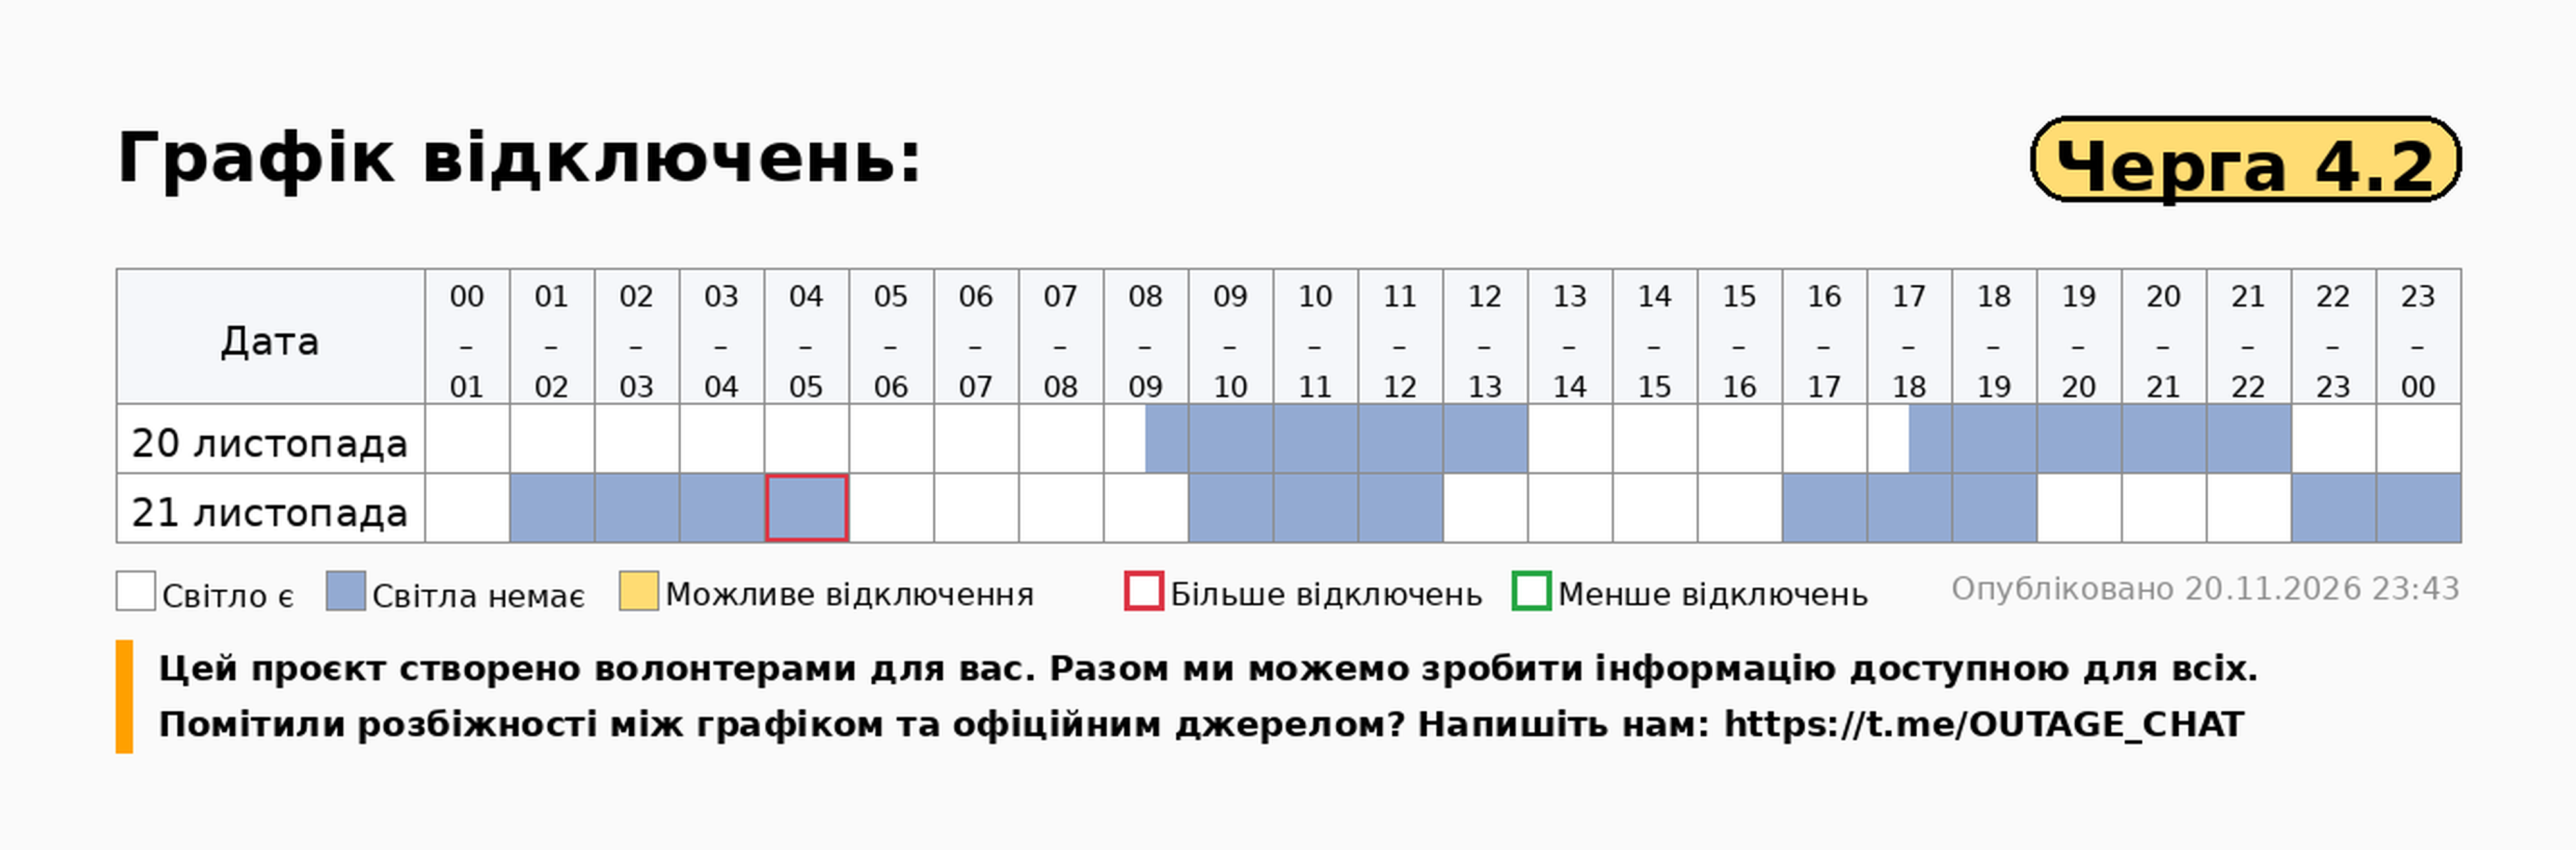 Графік відключень:
Черга 4.2
Дата 00 – 01 01 – 02 02 – 03 03 – 04 04 – 05 05 – 06 06 – 07 07 – 08 08 – 09 09 – 10 10 – 11 11 – 12 12 – 13 13 – 14 14 – 15 15 – 16 16 – 17 17 – 18 18 – 19 19 – 20 20 – 21 21 – 22 22 – 23 23 – 00
20 листопада
21 листопада
Світло є Світла немає Можливе відключення Більше відключень Менше відключень Опубліковано 20.11.2026 23:43
Цей проєкт створено волонтерами для вас. Разом ми можемо зробити інформацію доступною для всіх.
Помітили розбіжності між графіком та офіційним джерелом? Напишіть нам: https://t.me/OUTAGE_CHAT